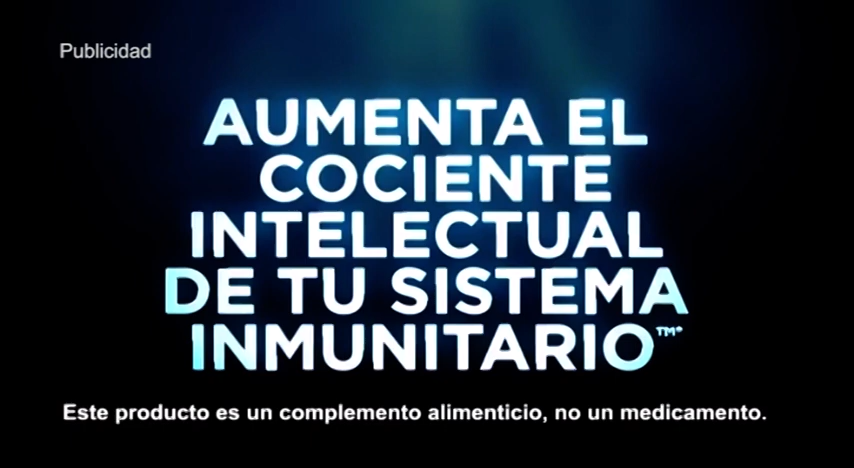 Publicidad
AUMENTA EL
COCIENTE
INTELECTUAL
DE TU SISTEMA
INMUNITARIO™*
Este producto es un complemento alimenticio, no un medicamento.